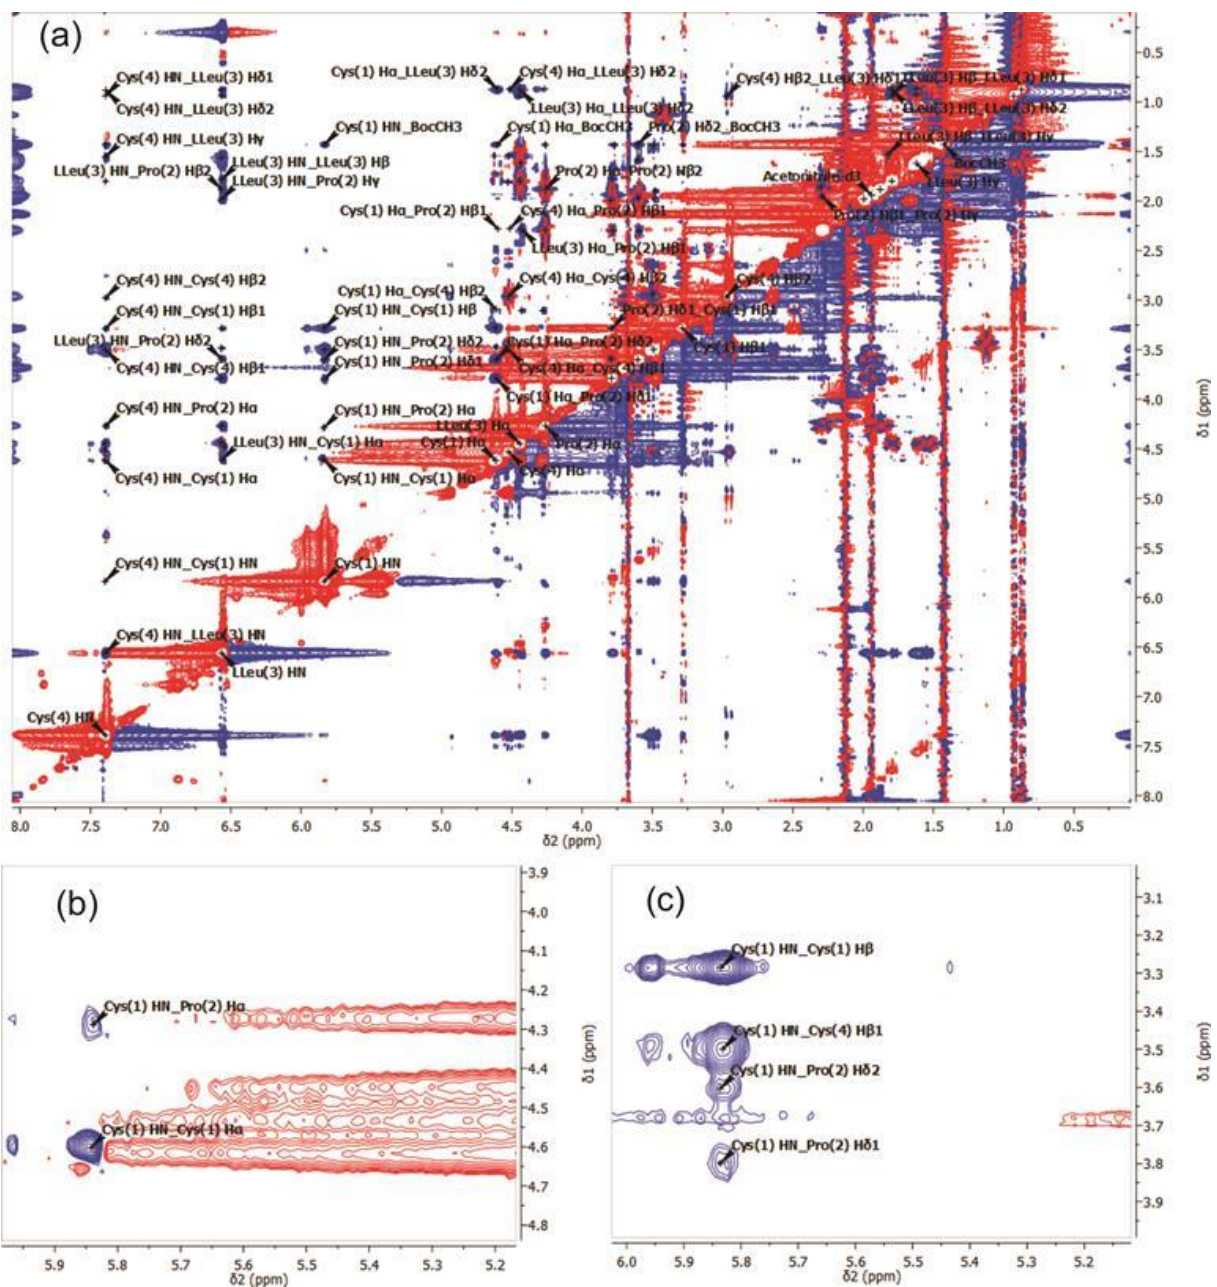 (a)
Cys(4) HN_LLeu(3) Hδ1
Cys(4) HN_LLeu(3) Hδ2
Cys(4) HN_LLeu(3) Hγ
LLeu(3) HN_Pro(2) Hβ2
LLeu(3) HN_LLeu(3) Hβ
LLeu(3) HN_Pro(2) Hγ
Cys(1) HN_BocCH3
Cys(1) Hα_LLeu(3) Hδ2
Cys(4) Hα_LLeu(3) Hδ2
LLeu(3) Hα_LLeu(3) Hδ2
Cys(1) Hα_BocCH3
Pro(2) Hδ2_BocCH3
Cys(4) Hβ2_LLeu(3) Hδ1
LLeu(3) Hβ_LLeu(3) Hδ1
LLeu(3) Hβ_LLeu(3) Hδ2
LLeu(3) Hβ_LLeu(3) Hγ
BocCH3
LLeu(3) Hγ
Acetonitrile-d3
Pro(2) Hβ1_Pro(2) Hγ
Pro(2) Hα_Pro(2) Hβ2
Cys(1) Hα_Pro(2) Hβ1
Cys(4) Hα_Pro(2) Hβ1
LLeu(3) Hα_Pro(2) Hβ1
Cys(4) HN_Cys(4) Hβ2
Cys(4) HN_Cys(1) Hβ1
LLeu(3) HN_Pro(2) Hδ2
Cys(4) HN_Cys(4) Hβ1
Cys(1) Hα_Cys(4) Hβ2
Cys(1) HN_Cys(1) Hβ
Cys(1) HN_Pro(2) Hδ2
Cys(1) HN_Pro(2) Hδ1
Cys(4) Hα_Cys(4) Hβ2
Cys(4) Hβ2
Pro(2) Hδ1_Cys(1) Hβ1
Cys(1) Hβ1
Cys(1) Hα_Pro(2) Hδ2
Cys(4) Hα_Cys(4) Hβ1
Cys(1) Hα_Pro(2) Hδ1
Cys(4) HN_Pro(2) Hα
Cys(1) HN_Pro(2) Hα
LLeu(3) HN_Cys(1) Hα
LLeu(3) Hα
Cys(1) Hα
Pro(2) Hα
Cys(4) Hα
Cys(4) HN_Cys(1) Hα
Cys(1) HN_Cys(1) Hα
Cys(4) HN_Cys(1) HN
Cys(1) HN
Cys(4) HN_LLeu(3) HN
LLeu(3) HN
Cys(4) HN
0.5
1.0
1.5
2.0
2.5
3.0
3.5
4.0
4.5
5.0
5.5
6.0
6.5
7.0
7.5
8.0
δ1 (ppm)
8.0 7.5 7.0 6.5 6.0 5.5 5.0 4.5 4.0 3.5 3.0 2.5 2.0 1.5 1.0 0.5
δ2 (ppm)
(b)
Cys(1) HN_Pro(2) Hα
Cys(1) HN_Cys(1) Hα
3.9
4.0
4.1
4.2
4.3
4.4
4.5
4.6
4.7
4.8
δ1 (ppm)
5.9 5.8 5.7 5.6 5.5 5.4 5.3 5.2
δ2 (ppm)
(c)
Cys(1) HN_Cys(1) Hβ
Cys(1) HN_Cys(4) Hβ1
Cys(1) HN_Pro(2) Hδ2
Cys(1) HN_Pro(2) Hδ1
3.1
3.2
3.3
3.4
3.5
3.6
3.7
3.8
3.9
δ1 (ppm)
6.0 5.9 5.8 5.7 5.6 5.5 5.4 5.3 5.2
δ2 (ppm)